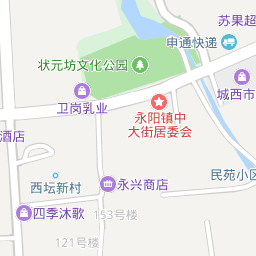 苏果超
申通快递
状元坊文化公园
城西市
卫岗乳业
永阳镇中
大街居委会
酒店
民苑小区
西坛新村
永兴商店
四季沐歌
153号楼
121号楼